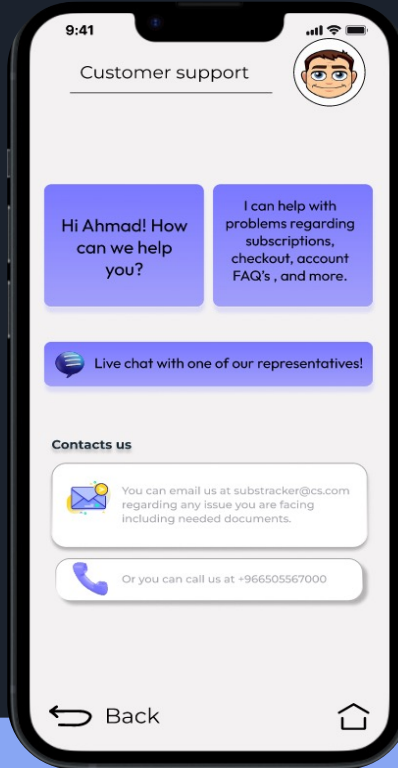 9:41
Customer support
Hi Ahmad! How
can we help
you?
I can help with
problems regarding
subscriptions,
checkout, account
FAQ's , and more.
Live chat with one of our representatives!
Contacts us
You can email us at substracker@cs.com
regarding any issue you are facing
including needed documents.
Or you can call us at +966505567000
Back